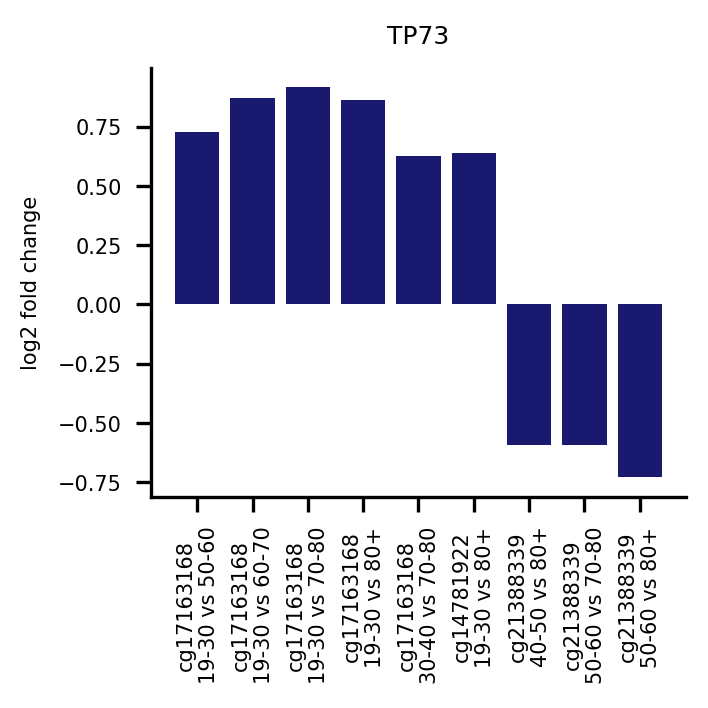 TP73
log2 fold change
0.75
0.50
0.25
0.00
−0.25
−0.50
−0.75
cg17163168
19-30 vs 50-60
cg17163168
19-30 vs 60-70
cg17163168
19-30 vs 70-80
cg17163168
19-30 vs 80+
cg17163168
30-40 vs 70-80
cg14781922
19-30 vs 80+
cg21388339
40-50 vs 80+
cg21388339
50-60 vs 70-80
cg21388339
50-60 vs 80+